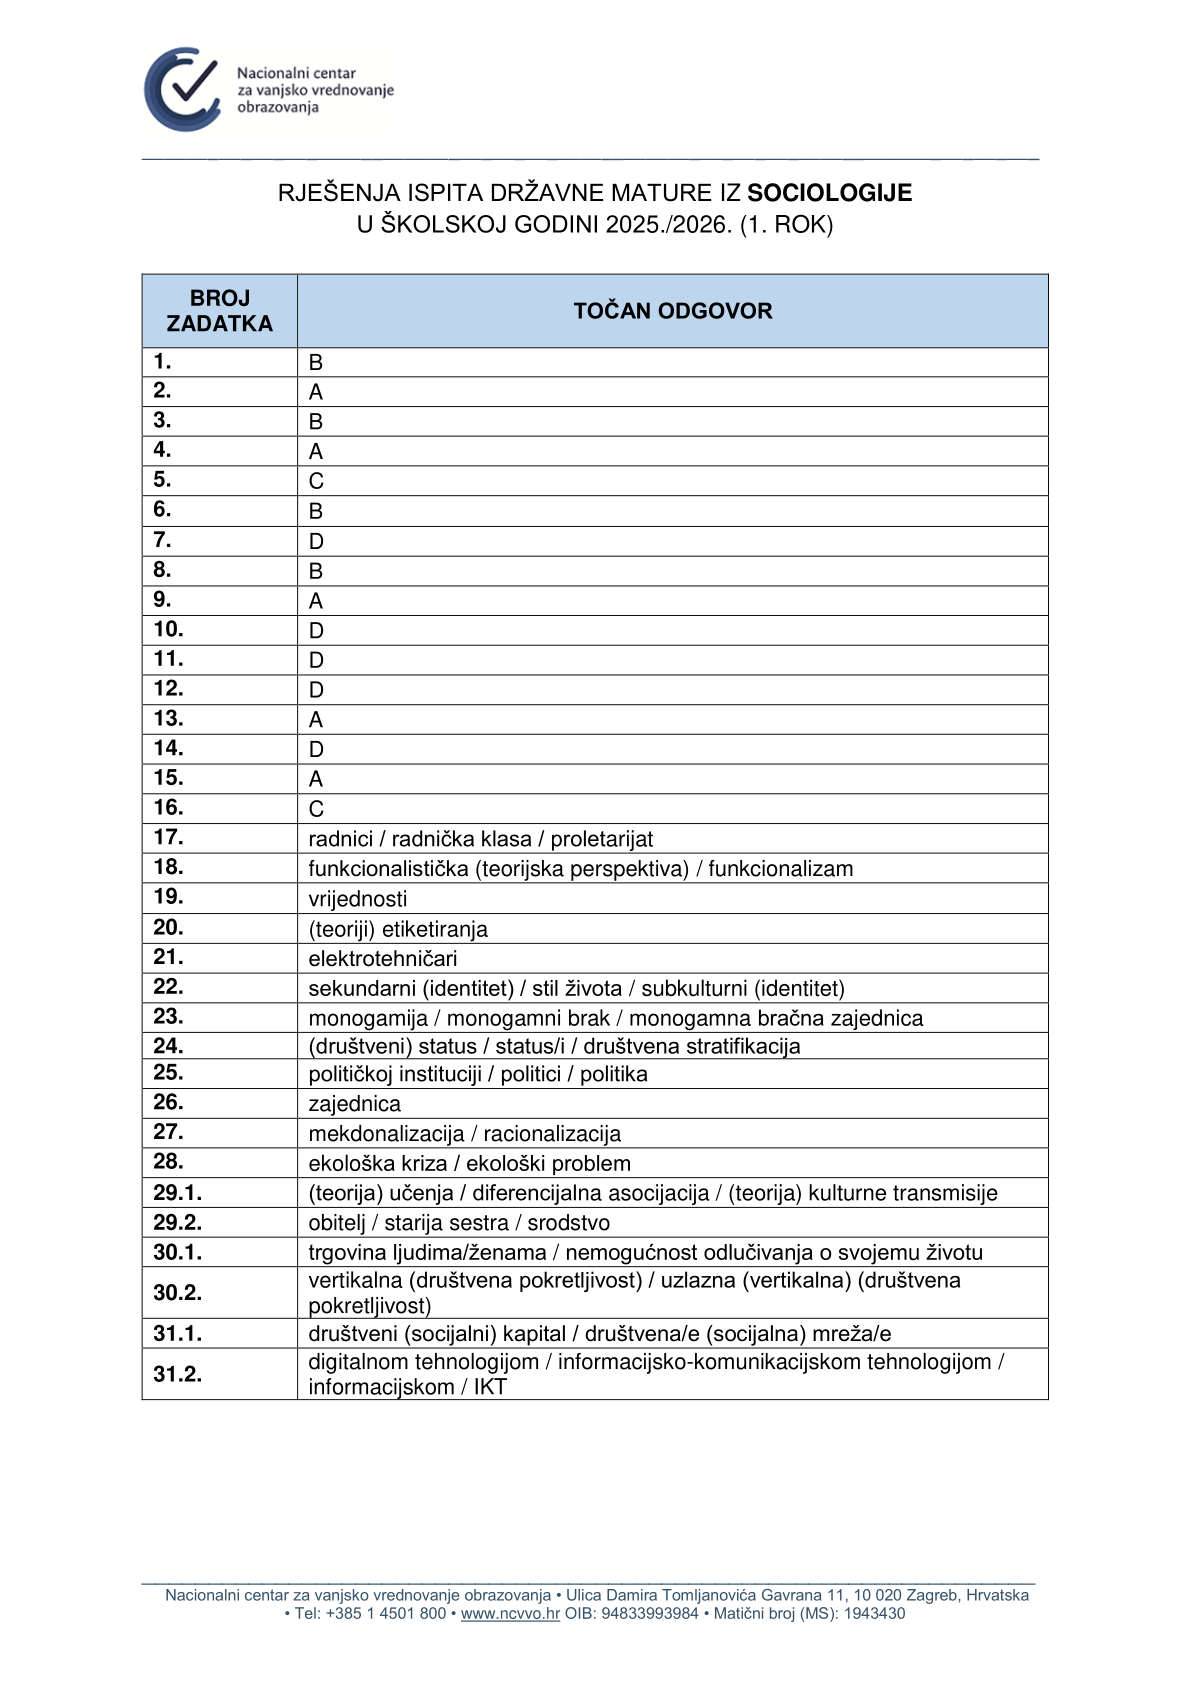 Nacionalni centar
za vanjsko vrednovanje
obrazovanja
RJEŠENJA ISPITA DRŽAVNE MATURE IZ SOCIOLOGIJE
U ŠKOLSKOJ GODINI 2025./2026. (1. ROK)
BROJ ZADATKA TOČAN ODGOVOR
1. B
2. A
3. B
4. A
5. C
6. B
7. D
8. B
9. A
10. D
11. D
12. D
13. A
14. D
15. A
16. C
17. radnici / radnička klasa / proletarijat
18. funkcionalistička (teorijska perspektiva) / funkcionalizam
19. vrijednosti
20. (teoriji) etiketiranja
21. elektrotehničari
22. sekundarni (identitet) / stil života / subkulturni (identitet)
23. monogamija / monogamni brak / monogamna bračna zajednica
24. (društveni) status / status/i / društvena stratifikacija
25. političkoj instituciji / politici / politika
26. zajednica
27. mekdonalizacija / racionalizacija
28. ekološka kriza / ekološki problem
29.1. (teorija) učenja / diferencijalna asocijacija / (teorija) kulturne transmisije
29.2. obitelj / starija sestra / srodstvo
30.1. trgovina ljudima/ženama / nemogućnost odlučivanja o svojemu životu
30.2. vertikalna (društvena pokretljivost) / uzlazna (vertikalna) (društvena
pokretljivost)
31.1. društveni (socijalni) kapital / društvena/e (socijalna) mreža/e
31.2. digitalnom tehnologijom / informacijsko-komunikacijskom tehnologijom /
informacijskom / IKT
Nacionalni centar za vanjsko vrednovanje obrazovanja • Ulica Damira Tomljanovića Gavrana 11, 10 020 Zagreb, Hrvatska
• Tel: +385 1 4501 800 • www.ncvvo.hr OIB: 94833993984 • Matični broj (MS): 1943430